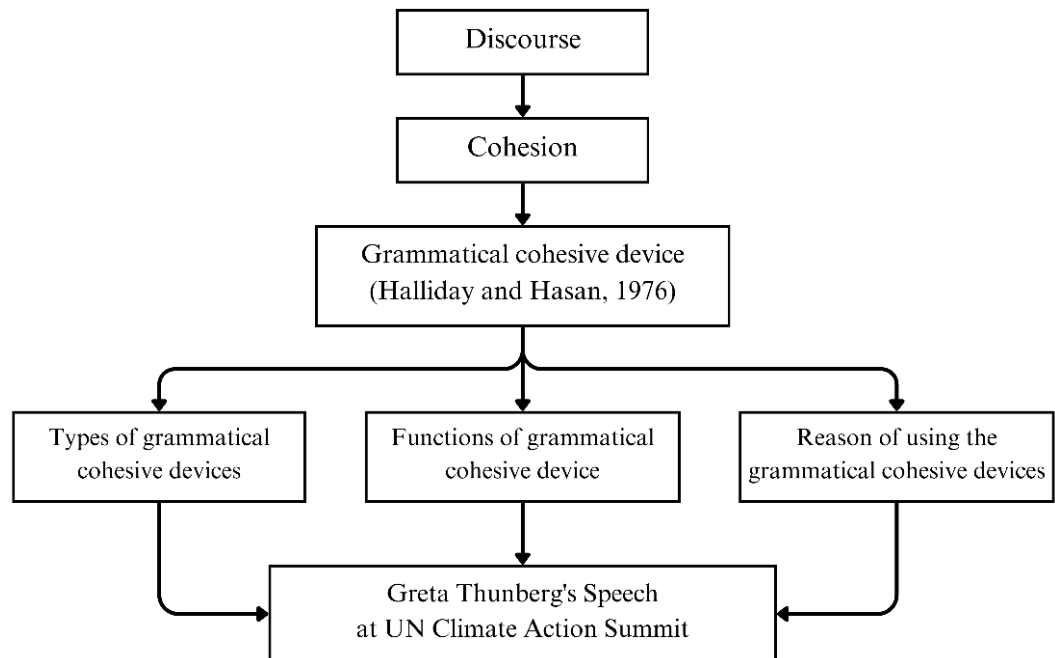 Discourse
Cohesion
Grammatical cohesive device
(Halliday and Hasan, 1976)
Types of grammatical
cohesive devices
Functions of grammatical
cohesive device
Reason of using the
grammatical cohesive devices
Greta Thunberg's Speech
at UN Climate Action Summit